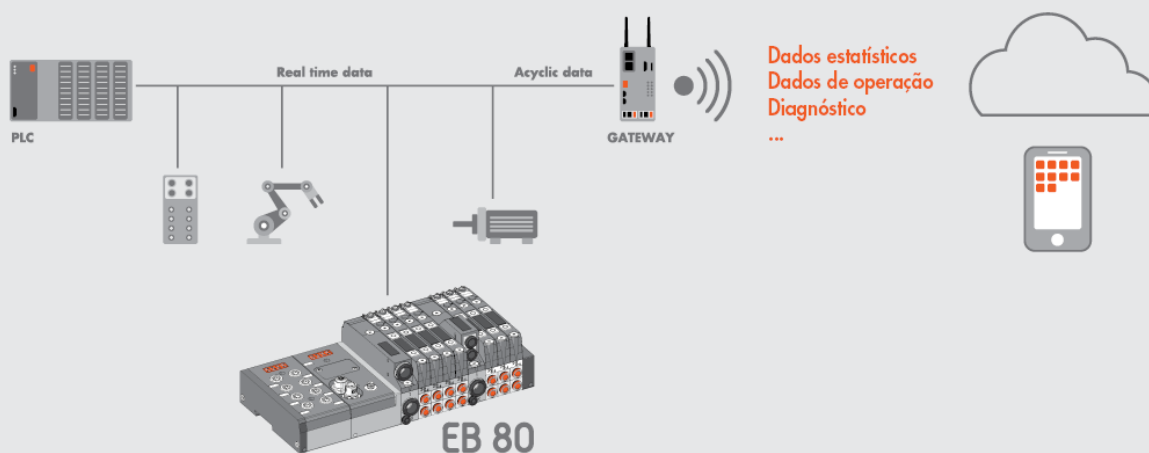 Real time data
Acyclic data
PLC
GATEWAY
Dados estatísticos
Dados de operação
Diagnóstico
...
EB 80